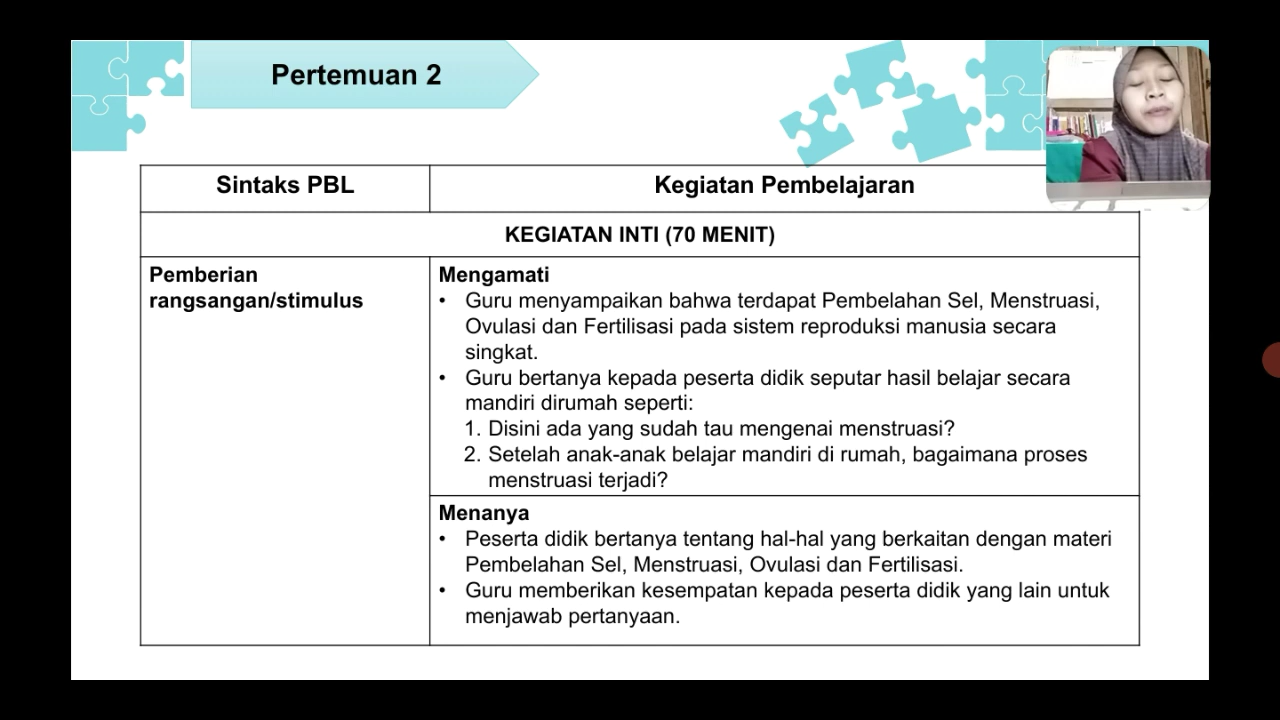 Pertemuan 2
Sintaks PBL
Kegiatan Pembelajaran
KEGIATAN INTI (70 MENIT)
Pemberian
rangsangan/stimulus
Mengamati
• Guru menyampaikan bahwa terdapat Pembelahan Sel, Menstruasi,
Ovulasi dan Fertilisasi pada sistem reproduksi manusia secara
singkat.
• Guru bertanya kepada peserta didik seputar hasil belajar secara
mandiri dirumah seperti:
1. Disini ada yang sudah tau mengenai menstruasi?
2. Setelah anak-anak belajar mandiri di rumah, bagaimana proses
menstruasi terjadi?
Menanya
• Peserta didik bertanya tentang hal-hal yang berkaitan dengan materi
Pembelahan Sel, Menstruasi, Ovulasi dan Fertilisasi.
• Guru memberikan kesempatan kepada peserta didik yang lain untuk
menjawab pertanyaan.